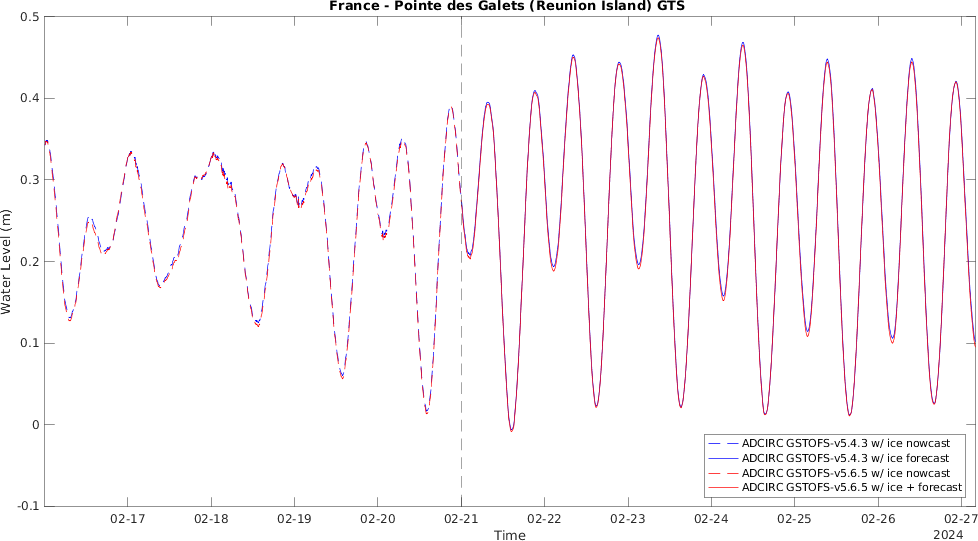 France - Pointe des Galets (Reunion Island) GTS
0.5
0.4
0.3
0.2
0.1
0
-0.1
Water Level (m)
ADCIRC GSTOFS-v5.4.3 w/ ice nowcast
ADCIRC GSTOFS-v5.4.3 w/ ice forecast
ADCIRC GSTOFS-v5.6.5 w/ ice nowcast
ADCIRC GSTOFS-v5.6.5 w/ ice + forecast
02-17 02-18 02-19 02-20 02-21 02-22 02-23 02-24 02-25 02-26 02-27
Time
2024